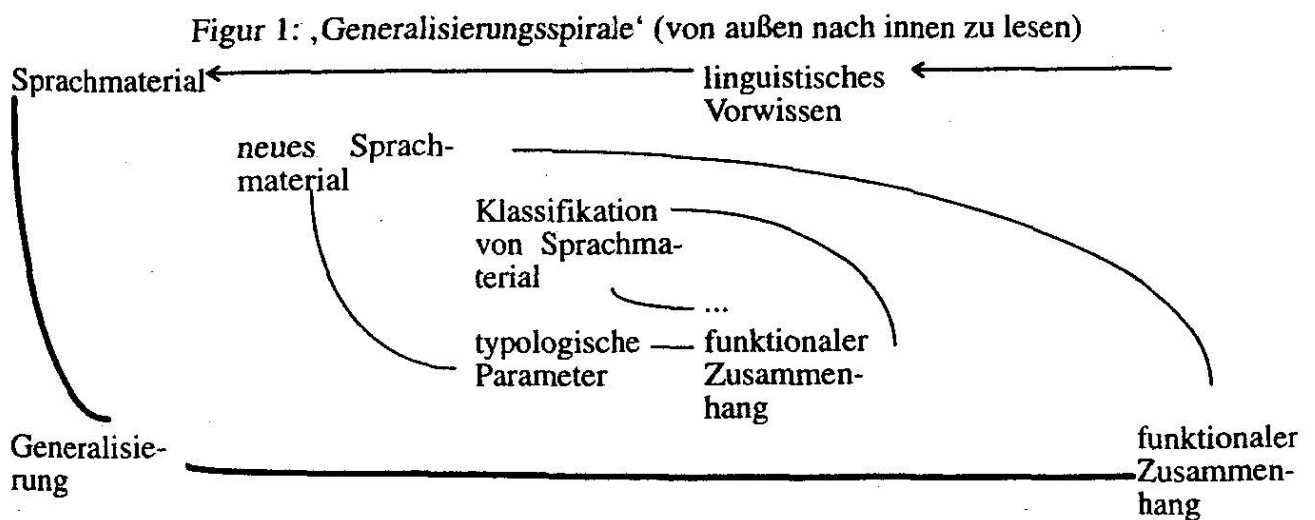 Figur 1: ‚Generalisierungsspirale‘ (von außen nach innen zu lesen)
Sprachmaterial
linguistisches
Vorwissen
neues Sprach-
material
Klassifikation
von Sprachma-
terial
...
typologische
Parameter
funktionaler
Zusammen-
hang
Generalisie-
rung
funktionaler
Zusammen-
hang